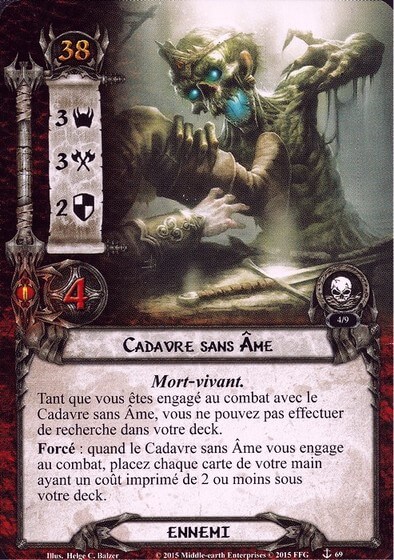 38
3
3
2
4
4/9
Cadavre sans Âme
Mort-vivant.
Tant que vous êtes engagé au combat avec le
Cadavre sans Âme, vous ne pouvez pas effectuer
de recherche dans votre deck.
Forcé : quand le Cadavre sans Âme vous engage
au combat, placez chaque carte de votre main
ayant un coût imprimé de 2 ou moins sous
votre deck.
ENNEMI
Illus. Helge C. Balzer © 2015 Middle-earth Enterprises © 2015 FFG 69